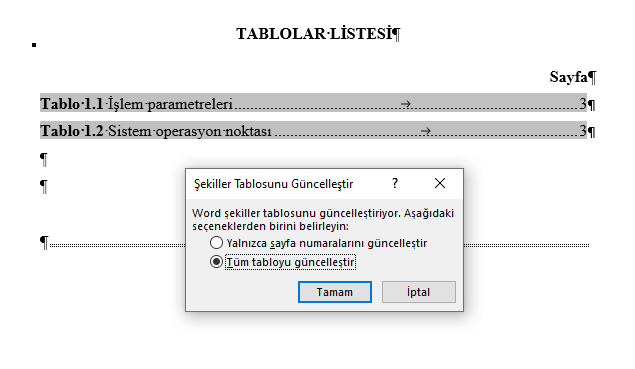 TABLOLAR·LİSTESİ¶
Sayfa¶
Tablo·1.1·İşlem·parametreleri → 3¶
Tablo·1.2·Sistem·operasyon·noktası → 3¶
¶
¶
Şekiller Tablosunu Güncelleştir ?
Word şekiller tablosunu güncelleştiriyor. Aşağıdaki
seçeneklerden birini belirleyin:
Yalnızca sayfa numaralarını güncelleştir
¶
Tüm tabloyu güncelleştir
Tamam İptal